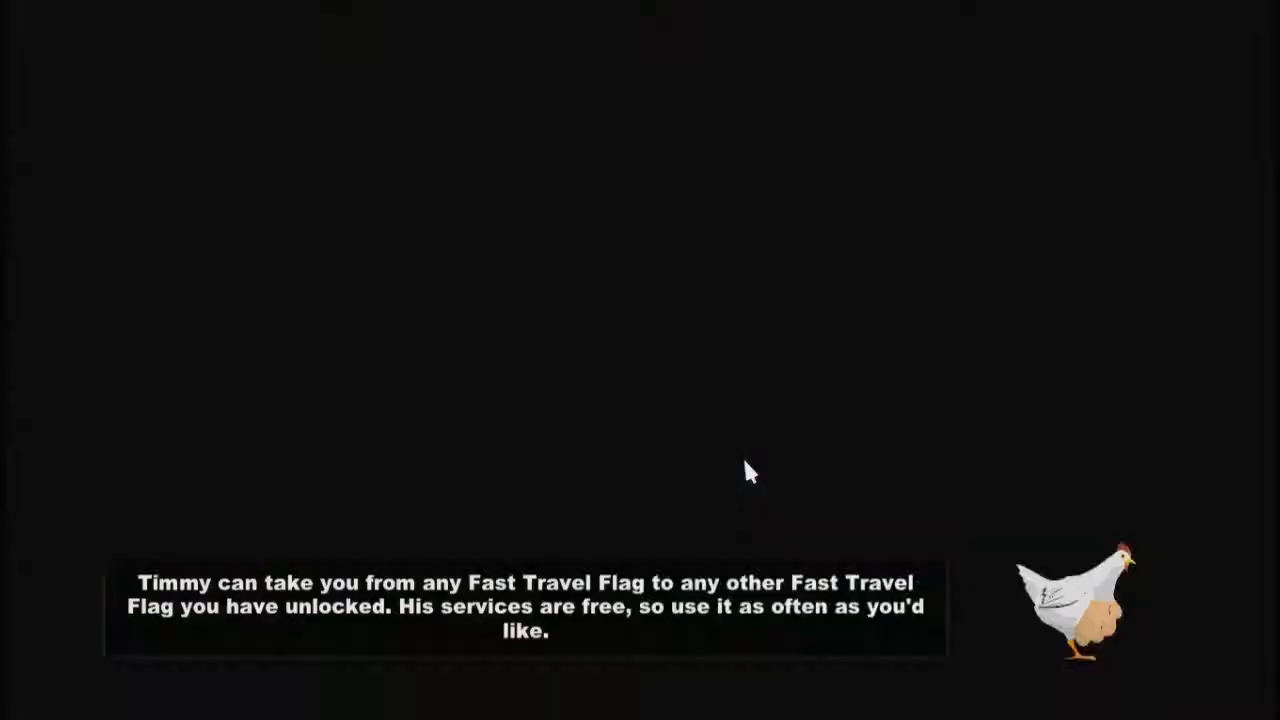 Timmy can take you from any Fast Travel Flag to any other Fast Travel
Flag you have unlocked. His services are free, so use it as often as you'd
like.